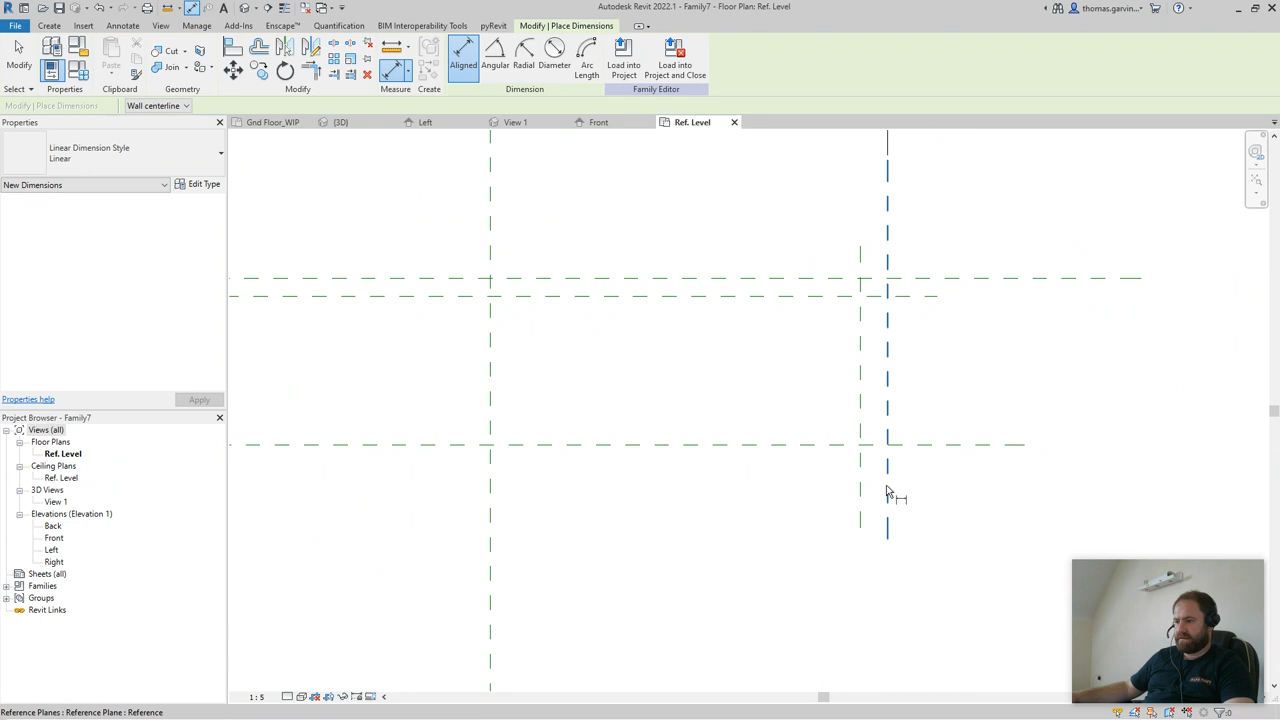 Autodesk Revit 2022.1 - Family7 - Floor Plan: Ref. Level
thomas.garvin...
File Create Insert Annotate View Manage Add-Ins Enscape™ Quantification BIM Interoperability Tools pyRevit Modify | Place Dimensions
Modify Paste Cut Join Aligned Angular Radial Diameter Arc Length Load into Project Load into Project and Close
Select Properties Clipboard Geometry Modify Measure Create Dimension Family Editor
Modify | Place Dimensions Wall centerline
Properties Gnd Floor_WIP {3D} Left View 1 Front Ref. Level
Linear Dimension Style
Linear
New Dimensions Edit Type
2D
Properties help Apply
Project Browser - Family7
Views (all)
Floor Plans
Ref. Level
Ceiling Plans
Ref. Level
3D Views
View 1
Elevations (Elevation 1)
Back
Front
Left
Right
Sheets (all)
Families
Groups
Revit Links
1 : 5
Reference Planes : Reference Plane : Reference
:0